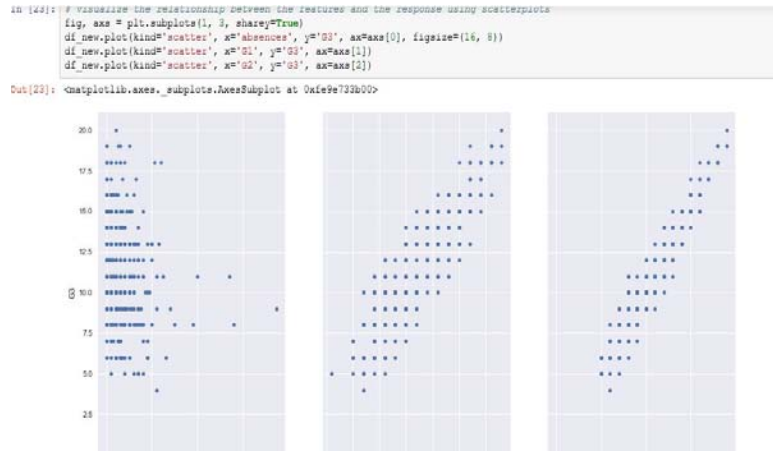 In [23]: # visualize the relationship between the features and the response using scatterplots
fig, axs = plt.subplots(1, 3, sharey=True)
df_new.plot(kind='scatter', x='absences', y='G3', ax=axs[0], figsize=(16, 8))
df_new.plot(kind='scatter', x='G1', y='G3', ax=axs[1])
df_new.plot(kind='scatter', x='G2', y='G3', ax=axs[2])
Out[23]: <matplotlib.axes._subplots.AxesSubplot at 0xfe9e733b00>
20.0
17.5
15.0
12.5
G3
10.0
7.5
5.0
2.5